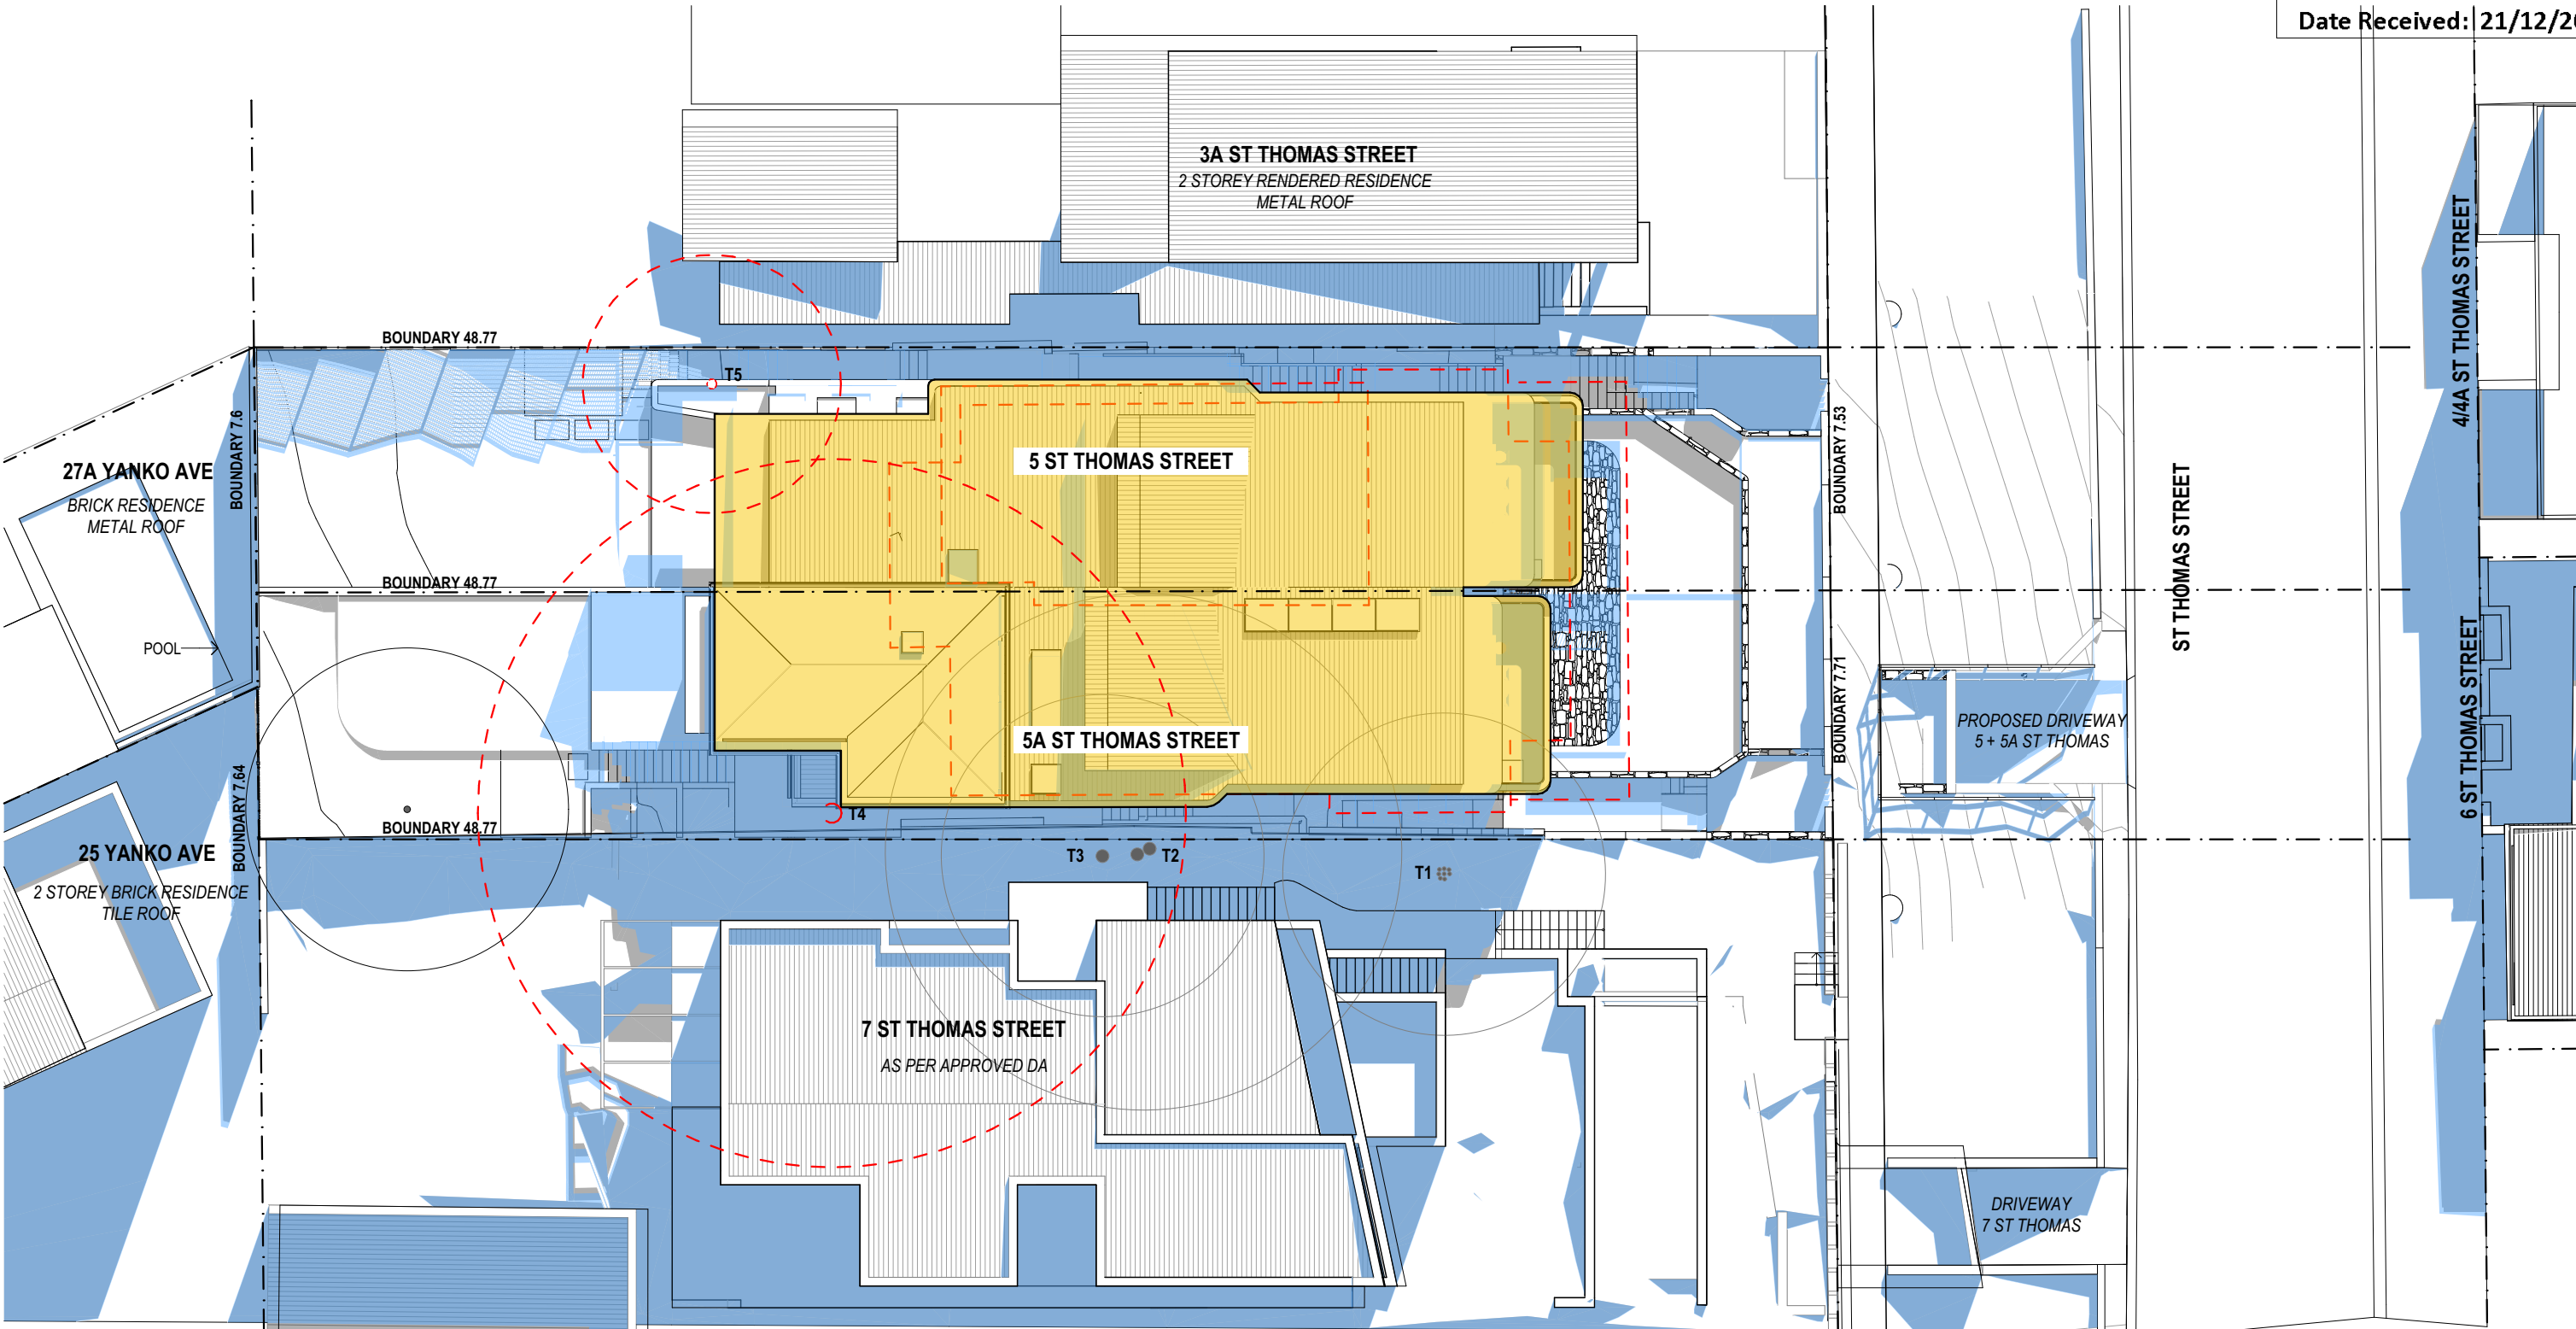 Date Received: 21/12/20
3A ST THOMAS STREET
2 STOREY RENDERED RESIDENCE
METAL ROOF
BOUNDARY 48.77
T5
BOUNDARY 7.6
27A YANKO AVE
BRICK RESIDENCE
METAL ROOF
POOL
5 ST THOMAS STREET
BOUNDARY 7.53
4/4A ST THOMAS STREET
ST THOMAS STREET
BOUNDARY 48.77
5A ST THOMAS STREET
BOUNDARY 7.71
PROPOSED DRIVEWAY
5 + 5A ST THOMAS
6 ST THOMAS STREET
T4
BOUNDARY 48.77
BOUNDARY 7.64
25 YANKO AVE
2 STOREY BRICK RESIDENCE
TILE ROOF
T3
T2
T1
7 ST THOMAS STREET
AS PER APPROVED DA
DRIVEWAY
7 ST THOMAS